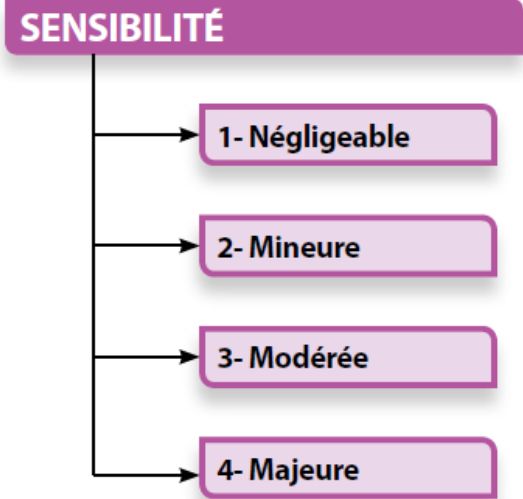 SENSIBILITÉ
1- Négligeable
2- Mineure
3- Modérée
4- Majeure